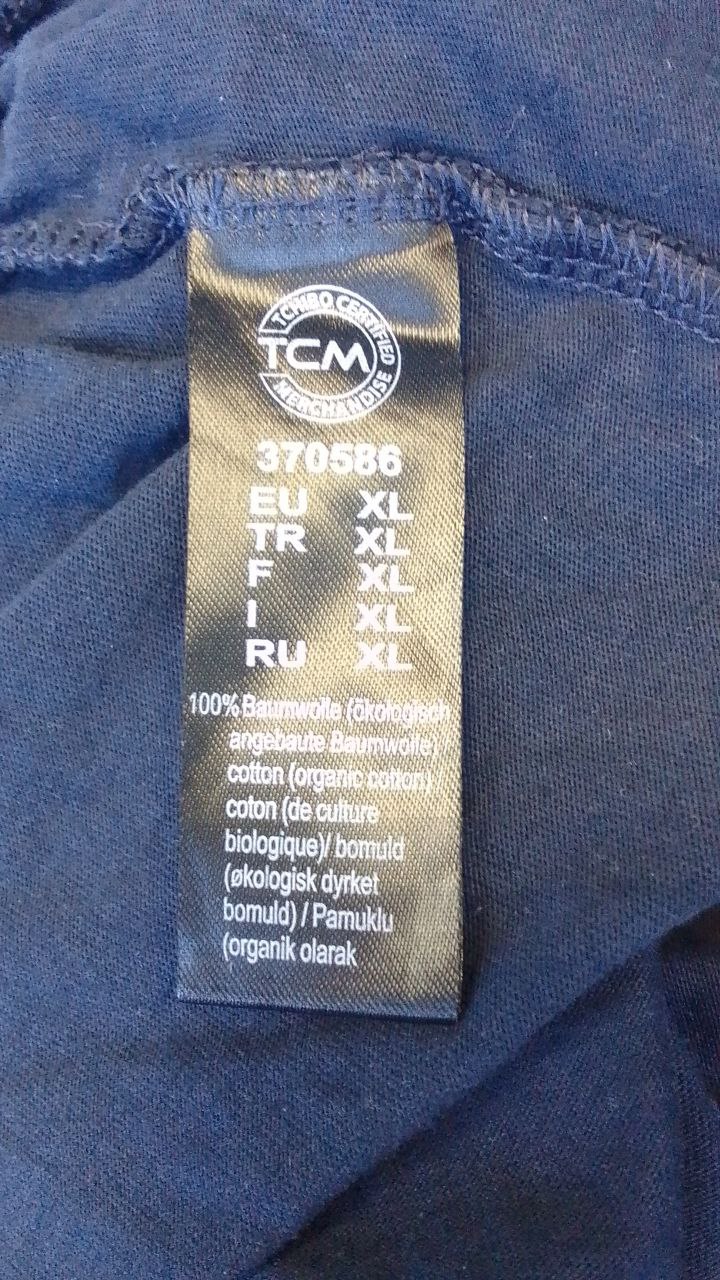 TCHIBO CERTIFIED
TCM
MERCHANDISE
370586
EU XL
TR XL
F XL
I XL
RU XL
100% Baumwolle (ökologisch
angebaute Baumwolle) /
cotton (organic cotton) /
coton (de culture
biologique)/ bomuld
(økologisk dyrket
bomuld) / Pamuklu
(organik olarak